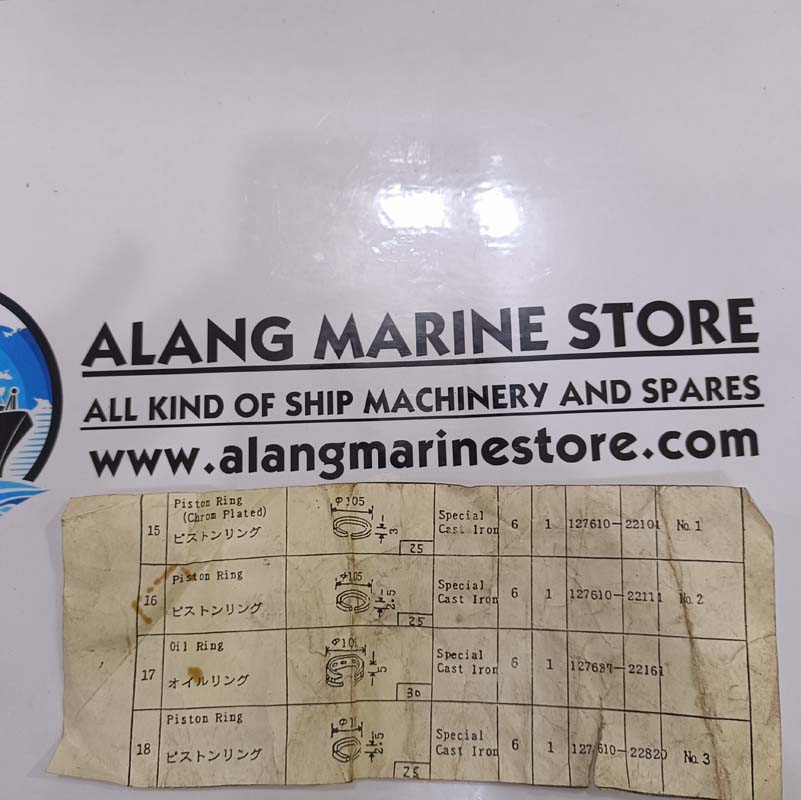 ALANG MARINE STORE
ALL KIND OF SHIP MACHINERY AND SPARES
www.alangmarinestore.com
15 Piston Ring (Chrom Plated) ピストンリング φ105 3 25 Special Cast Iron 6 1 127610-22101 No.1
16 Piston Ring ピストンリング φ105 2.5 25 Special Cast Iron 6 1 127610-22111 No.2
17 Oil Ring オイルリング 5 30 Special Cast Iron 6 1 22161
18 Piston Ring ピストンリング 2.5 25 Special Cast Iron 6 1 127610-22820 No.3